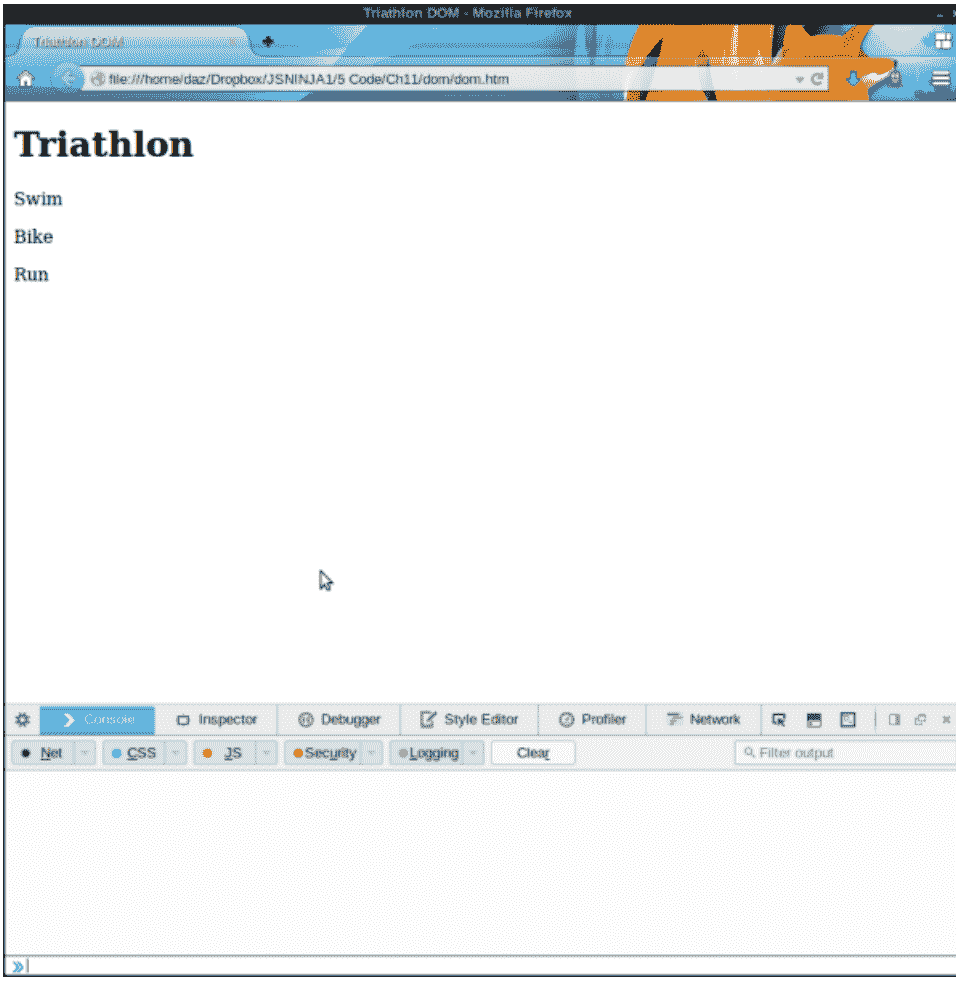 Triathlon DOM - Mozilla Firefox
Triathlon DOM
file:///home/daz/Dropbox/JSNINJA1/5 Code/Ch11/dom/dom.htm
Triathlon
Swim
Bike
Run
Console Inspector Debugger Style Editor Profiler Network
Net CSS JS Security Logging Clear Filter output